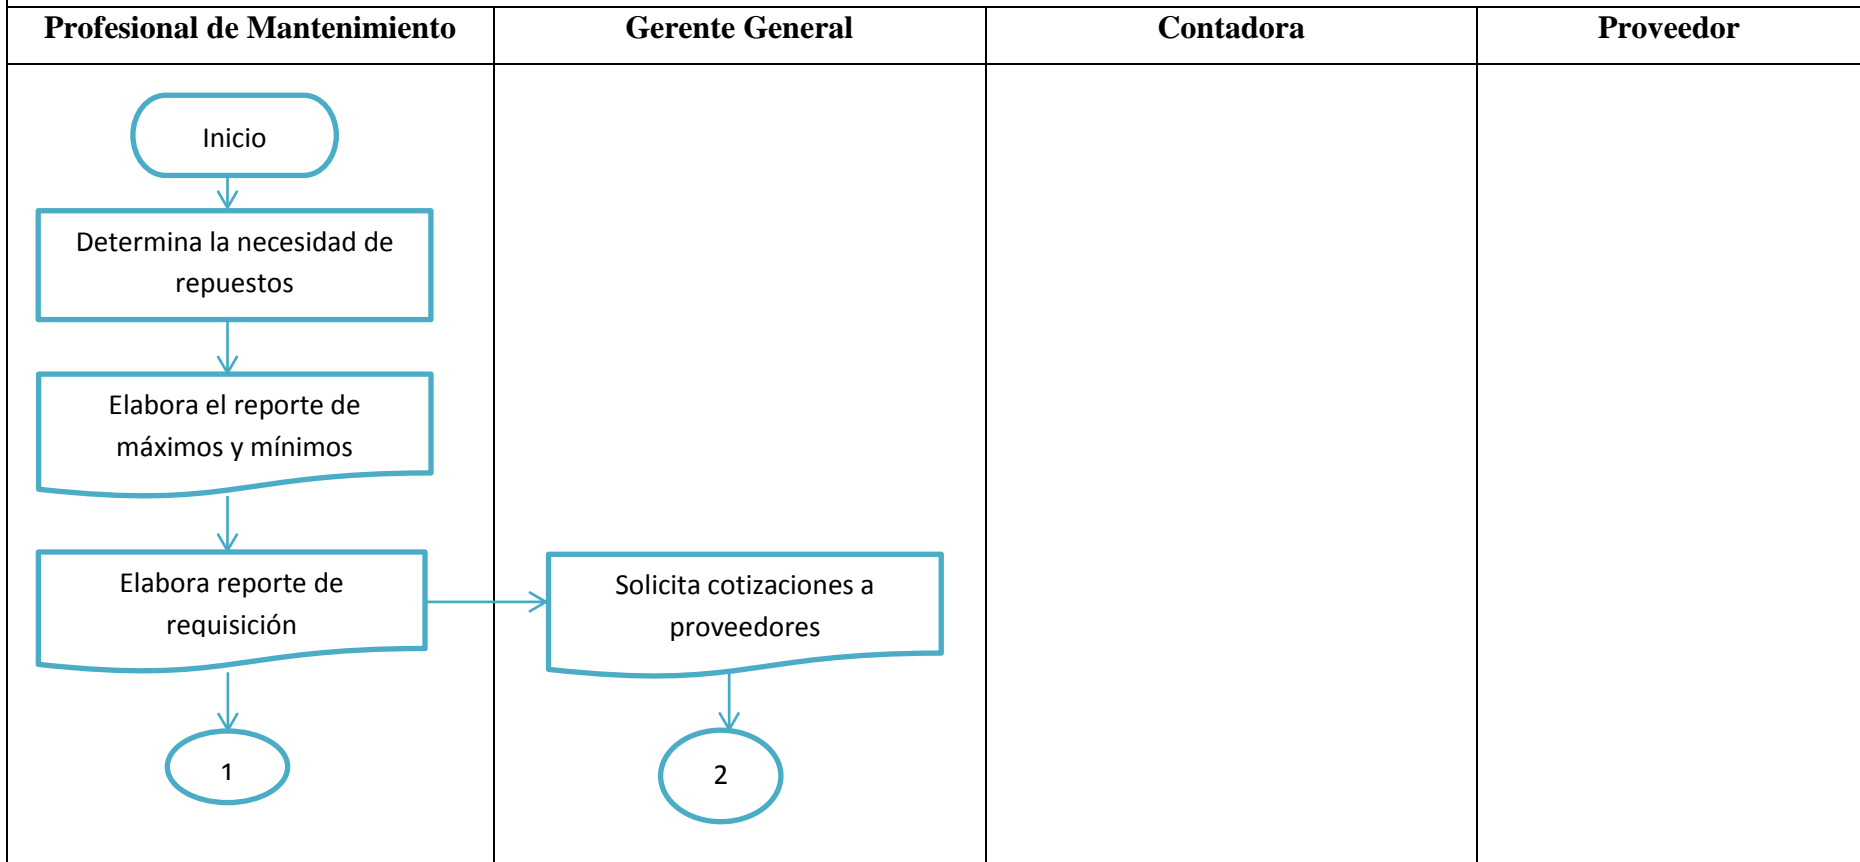 Profesional de Mantenimiento
Gerente General
Contadora
Proveedor
Inicio
Determina la necesidad de
repuestos
Elabora el reporte de
máximos y mínimos
Elabora reporte de
requisición
Solicita cotizaciones a
proveedores
1
2